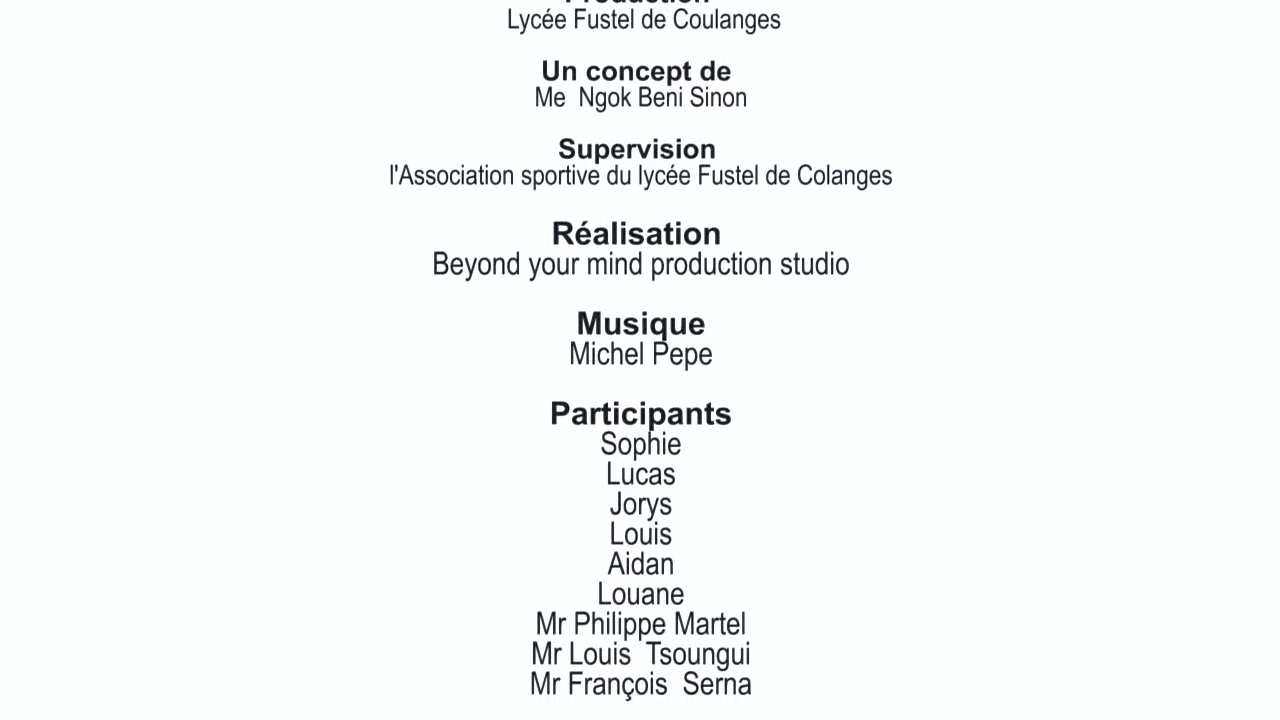 Production
Lycée Fustel de Coulanges
Un concept de
Me  Ngok Beni Sinon
Supervision
l'Association sportive du lycée Fustel de Colanges
Réalisation
Beyond your mind production studio
Musique
Michel Pepe
Participants
Sophie
Lucas
Jorys
Louis
Aidan
Louane
Mr Philippe Martel
Mr Louis  Tsoungui
Mr François  Serna